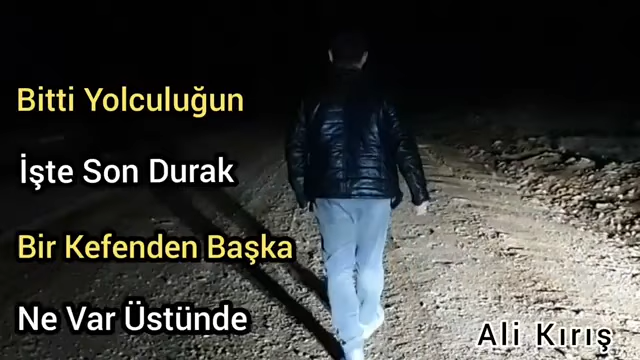 Bitti Yolculuğun
İşte Son Durak
Bir Kefenden Başka
Ne Var Üstünde
Ali Kırış